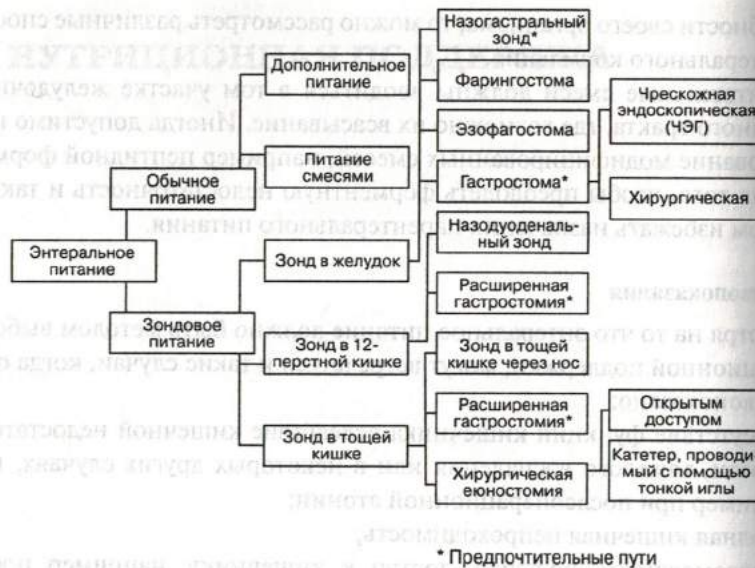 Энтеральное
питание
Обычное
питание
Зондовое
питание
Дополнительное
питание
Питание
смесями
Зонд в желудок
Зонд в 12-
перстной кишке
Зонд в тощей
кишке
Назогастральный
зонд*
Фарингостома
Эзофагостома
Гастростома*
Назодуоденаль-
ный зонд
Расширенная
гастростомия*
Зонд в тощей
кишке через нос
Расширенная
гастростомия*
Хирургическая
еюностомия
Чрескожная
эндоскопическая
(ЧЭГ)
Хирургическая
Открытым
доступом
Катетер, проводи-
мый с помощью
тонкой иглы
* Предпочтительные пути